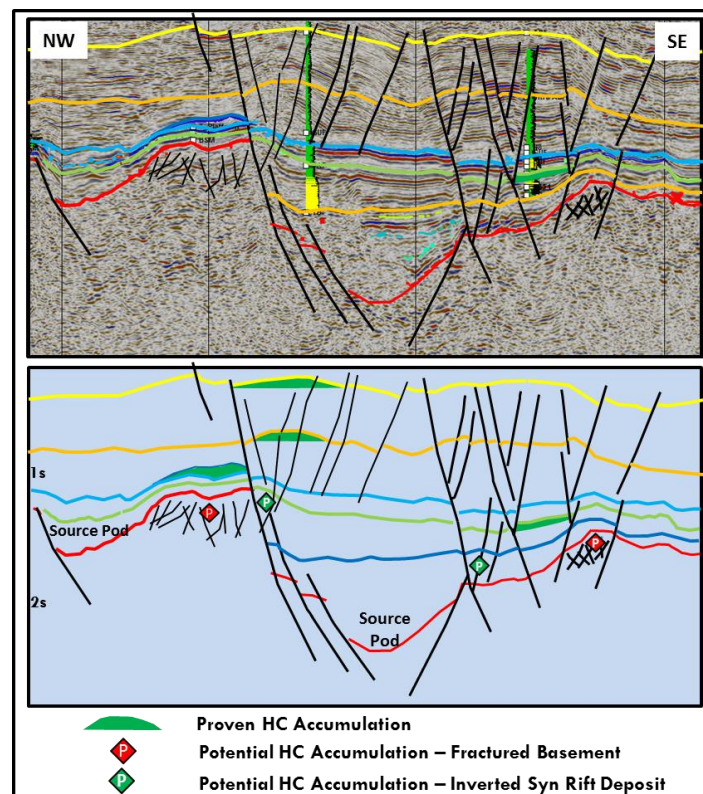 NW
SE
1s
Source Pod
P
P
P
P
2s
Source
Pod
Proven HC Accumulation
P
Potential HC Accumulation – Fractured Basement
P
Potential HC Accumulation – Inverted Syn Rift Deposit